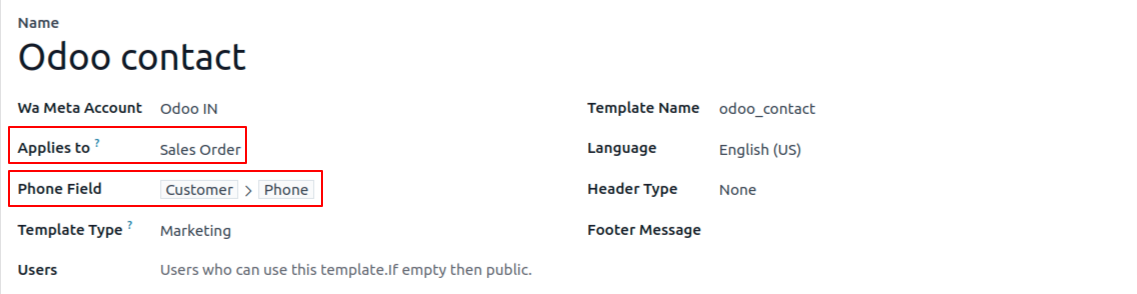 Name
Odoo contact
Wa Meta Account Odoo IN Template Name odoo_contact
Applies to ? Sales Order Language English (US)
Phone Field Customer > Phone Header Type None
Template Type ? Marketing Footer Message
Users Users who can use this template.If empty then public.